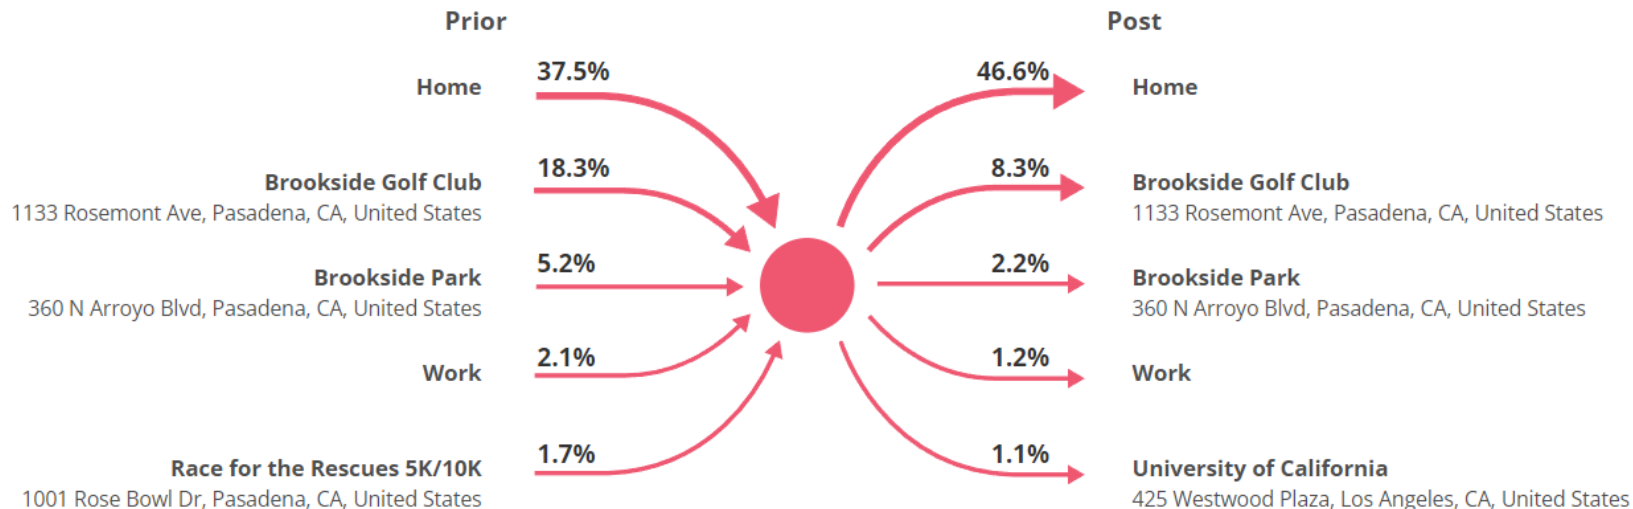 Prior
Post
Home
37.5%
46.6%
Home
Brookside Golf Club
1133 Rosemont Ave, Pasadena, CA, United States
18.3%
8.3%
Brookside Golf Club
1133 Rosemont Ave, Pasadena, CA, United States
Brookside Park
360 N Arroyo Blvd, Pasadena, CA, United States
5.2%
2.2%
Brookside Park
360 N Arroyo Blvd, Pasadena, CA, United States
Work
2.1%
1.2%
Work
Race for the Rescues 5K/10K
1001 Rose Bowl Dr, Pasadena, CA, United States
1.7%
1.1%
University of California
425 Westwood Plaza, Los Angeles, CA, United States